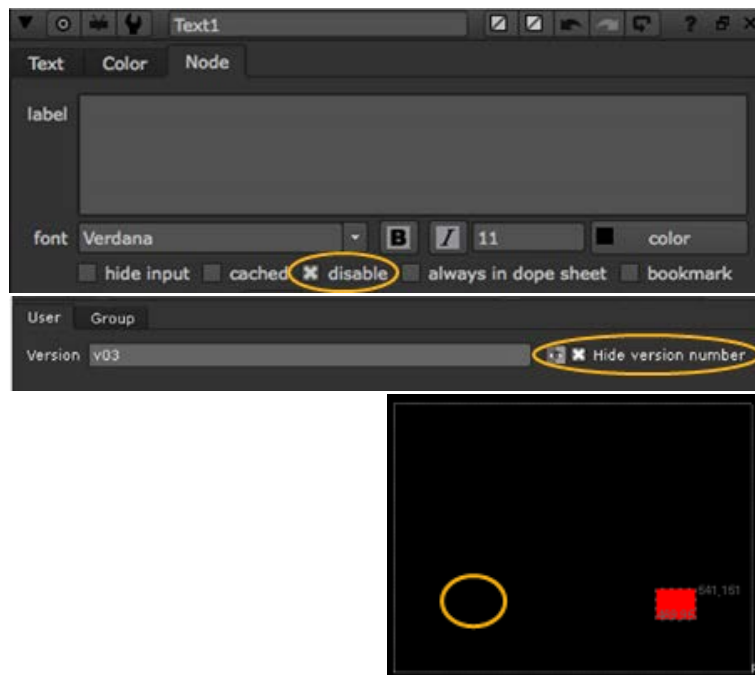 Text1
?
Text Color Node
label
font Verdana B I 11 color
hide input cached disable always in dope sheet bookmark
User Group
Version v03 Hide version number
541,151